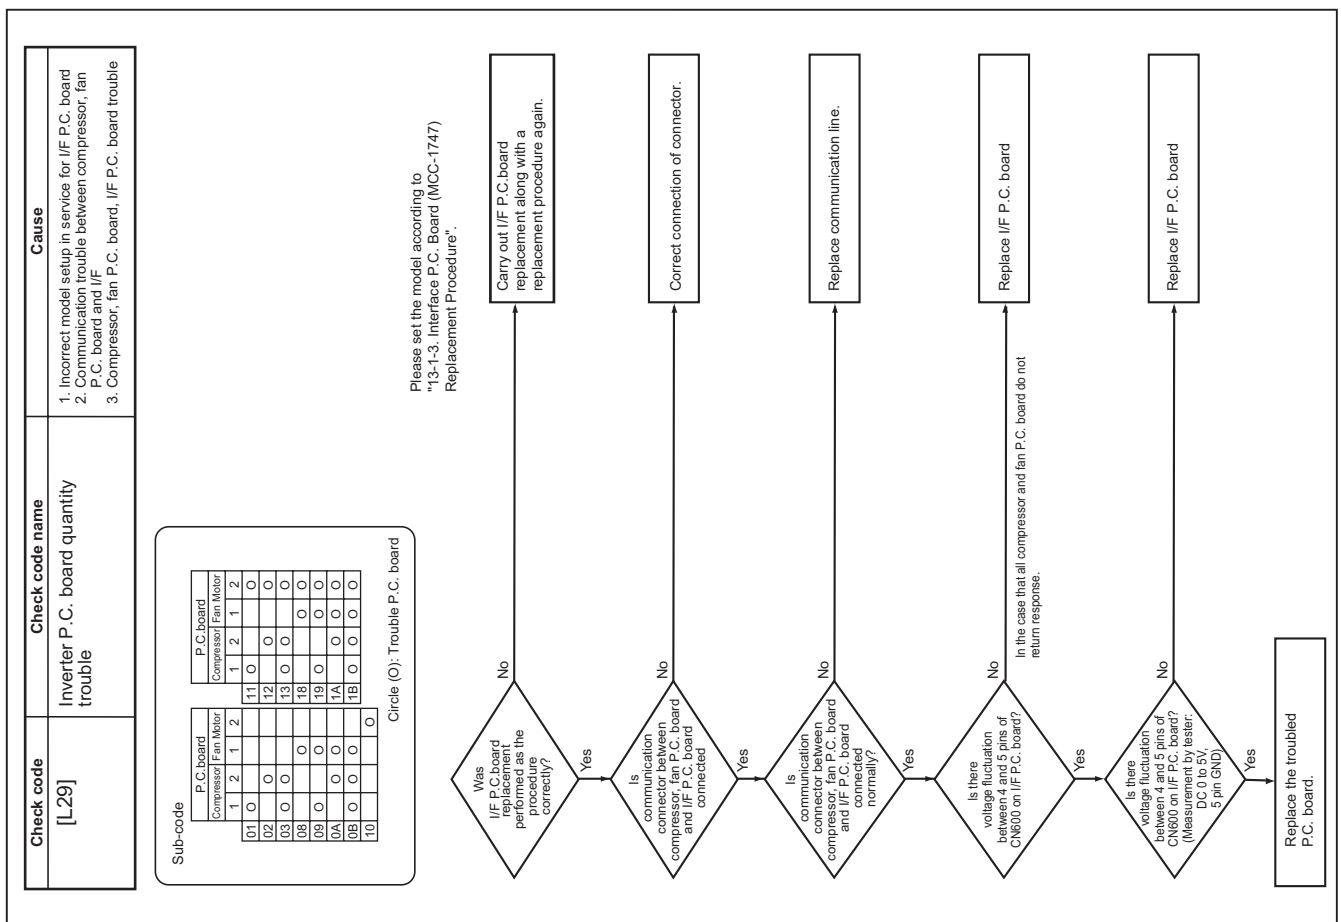 Check code Check code name Cause
[L29]
Inverter P.C. board quantity
trouble
1. Incorrect model setup in service for I/F P.C. board
2. Communication trouble between compressor, fan
P.C. board and I/F
3. Compressor, fan P.C. board, I/F P.C. board trouble
Sub-code
P.C.board
Compressor Fan Motor
1 2 1 2
01 O
02 O
03 O O
08 O
09 O O
0A O O
0B O O O
10 O
P.C.board
Compressor Fan Motor
1 2 1 2
11 O O
12 O O
13 O O O
18 O O
19 O O O
1A O O O
1B O O O O
Circle (O): Trouble P.C. board
Please set the model according to
"13-1-3. Interface P.C. Board (MCC-1747)
Replacement Procedure".
Was
I/F P.C.board
replacement
performed as the
procedure
correctly?
No
Carry out I/F P.C.board
replacement along with a
replacement procedure again.
Yes
Is
communication
connector between
compressor, fan P.C. board
and I/F P.C. board
connected
No
Correct connection of connector.
Yes
Is
communication
connector between
compressor, fan P.C. board
and I/F P.C. board
connected
normally?
No
Replace communication line.
Yes
Is there
voltage fluctuation
between 4 and 5 pins of
CN600 on I/F P.C. board?
No
In the case that all compressor and fan P.C. board do not
return response.
Replace I/F P.C. board
Yes
Is there
voltage fluctuation
between 4 and 5 pins of
CN600 on I/F P.C. board?
(Measurement by tester:
DC 0 to 5V,
5 pin GND)
No
Replace I/F P.C. board
Yes
Replace the troubled
P.C. board.